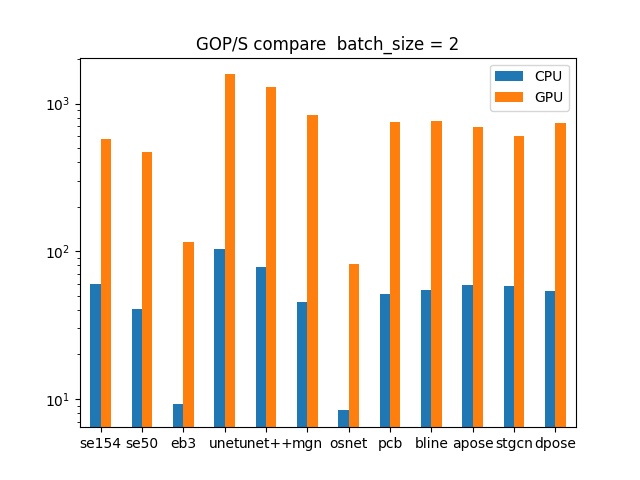 GOP/S compare  batch_size = 2
CPU
GPU
10³
10²
10¹
se154 se50 eb3 unet unet++ mgn osnet pcb bline apose stgcn dpose